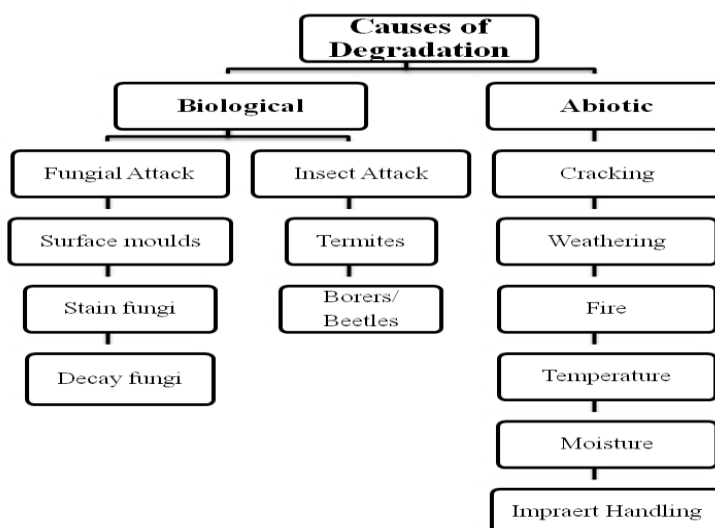 Causes of
Degradation
Biological
Abiotic
Fungial Attack
Insect Attack
Cracking
Surface moulds
Termites
Weathering
Stain fungi
Borers/
Beetles
Fire
Decay fungi
Temperature
Moisture
Impraert Handling